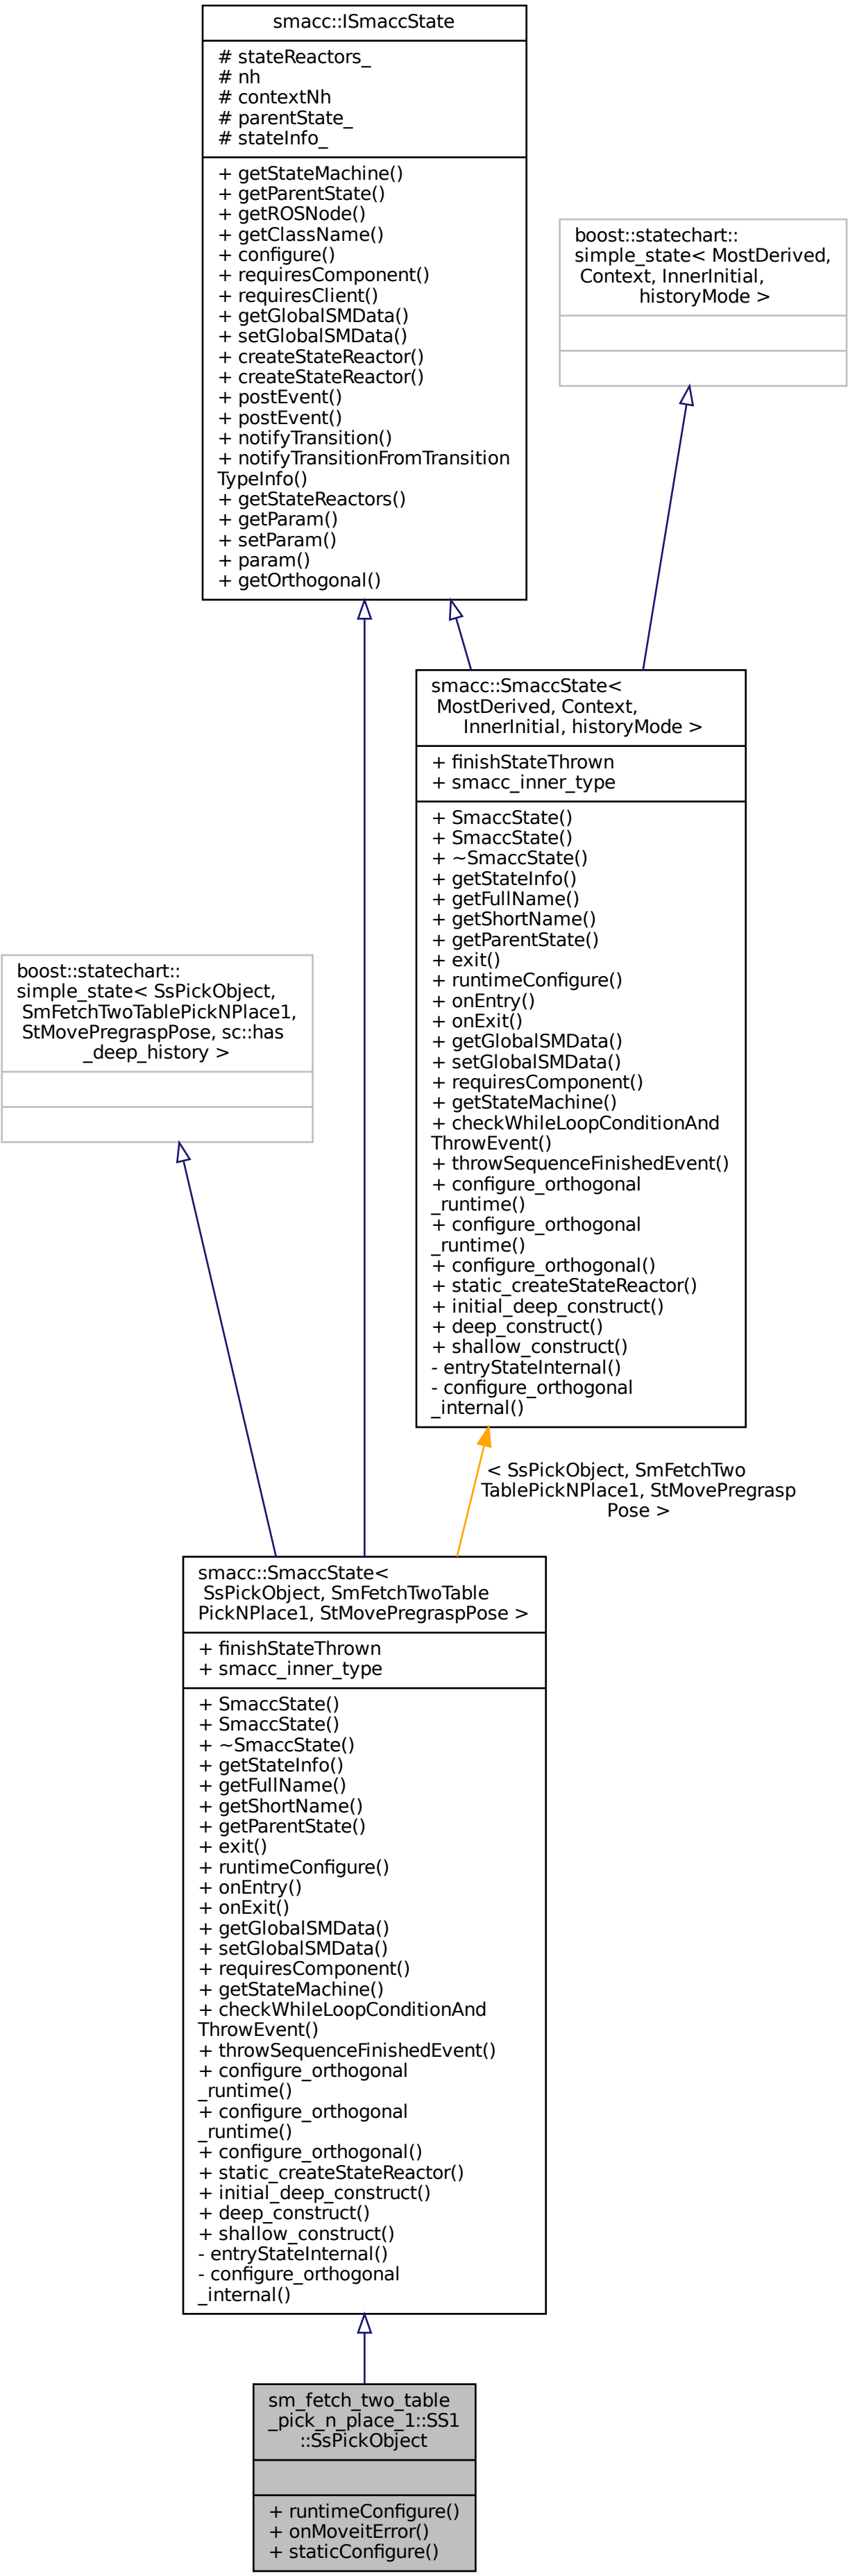 smacc::ISmaccState
# stateReactors_
# nh
# contextNh
# parentState_
# stateInfo_
+ getStateMachine()
+ getParentState()
+ getROSNode()
+ getClassName()
+ configure()
+ requiresComponent()
+ requiresClient()
+ getGlobalSMData()
+ setGlobalSMData()
+ createStateReactor()
+ createStateReactor()
+ postEvent()
+ postEvent()
+ notifyTransition()
+ notifyTransitionFromTransition
TypeInfo()
+ getStateReactors()
+ getParam()
+ setParam()
+ param()
+ getOrthogonal()
boost::statechart::
simple_state< MostDerived,
Context, InnerInitial,
historyMode >
smacc::SmaccState<
MostDerived, Context,
InnerInitial, historyMode >
+ finishStateThrown
+ smacc_inner_type
+ SmaccState()
+ SmaccState()
+ ~SmaccState()
+ getStateInfo()
+ getFullName()
+ getShortName()
+ getParentState()
+ exit()
+ runtimeConfigure()
+ onEntry()
+ onExit()
+ getGlobalSMData()
+ setGlobalSMData()
+ requiresComponent()
+ getStateMachine()
+ checkWhileLoopConditionAnd
ThrowEvent()
+ throwSequenceFinishedEvent()
+ configure_orthogonal
_runtime()
+ configure_orthogonal
_runtime()
+ configure_orthogonal()
+ static_createStateReactor()
+ initial_deep_construct()
+ deep_construct()
+ shallow_construct()
- entryStateInternal()
- configure_orthogonal
_internal()
boost::statechart::
simple_state< SsPickObject,
SmFetchTwoTablePickNPlace1,
StMovePregraspPose, sc::has
_deep_history >
< SsPickObject, SmFetchTwo
TablePickNPlace1, StMovePregrasp
Pose >
smacc::SmaccState<
SsPickObject, SmFetchTwoTable
PickNPlace1, StMovePregraspPose >
+ finishStateThrown
+ smacc_inner_type
+ SmaccState()
+ SmaccState()
+ ~SmaccState()
+ getStateInfo()
+ getFullName()
+ getShortName()
+ getParentState()
+ exit()
+ runtimeConfigure()
+ onEntry()
+ onExit()
+ getGlobalSMData()
+ setGlobalSMData()
+ requiresComponent()
+ getStateMachine()
+ checkWhileLoopConditionAnd
ThrowEvent()
+ throwSequenceFinishedEvent()
+ configure_orthogonal
_runtime()
+ configure_orthogonal
_runtime()
+ configure_orthogonal()
+ static_createStateReactor()
+ initial_deep_construct()
+ deep_construct()
+ shallow_construct()
- entryStateInternal()
- configure_orthogonal
_internal()
sm_fetch_two_table
_pick_n_place_1::SS1
::SsPickObject
+ runtimeConfigure()
+ onMoveitError()
+ staticConfigure()